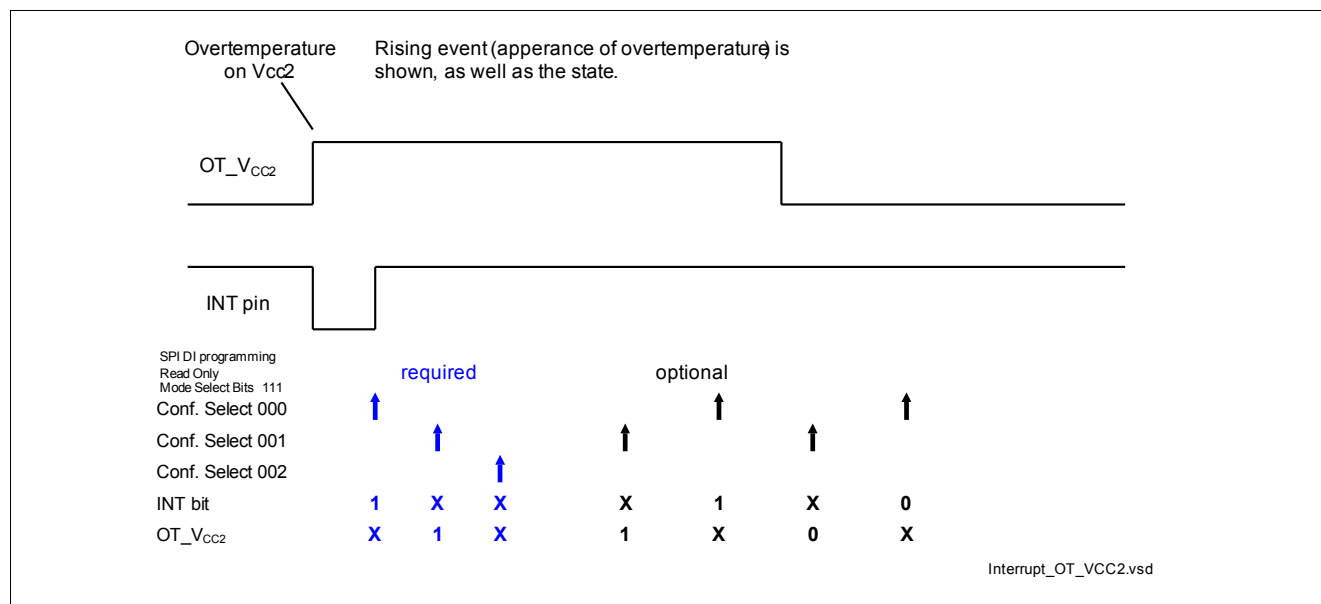 Overtemperature
on Vcc2
Rising event (apperance of overtemperature) is
shown, as well as the state.
OT_VCC2
INT pin
SPI DI programming
Read Only
Mode Select Bits 111
required optional
Conf. Select 000
Conf. Select 001
Conf. Select 002
INT bit 1 X X X 1 X 0
OT_VCC2 X 1 X 1 X 0 X
Interrupt_OT_VCC2.vsd